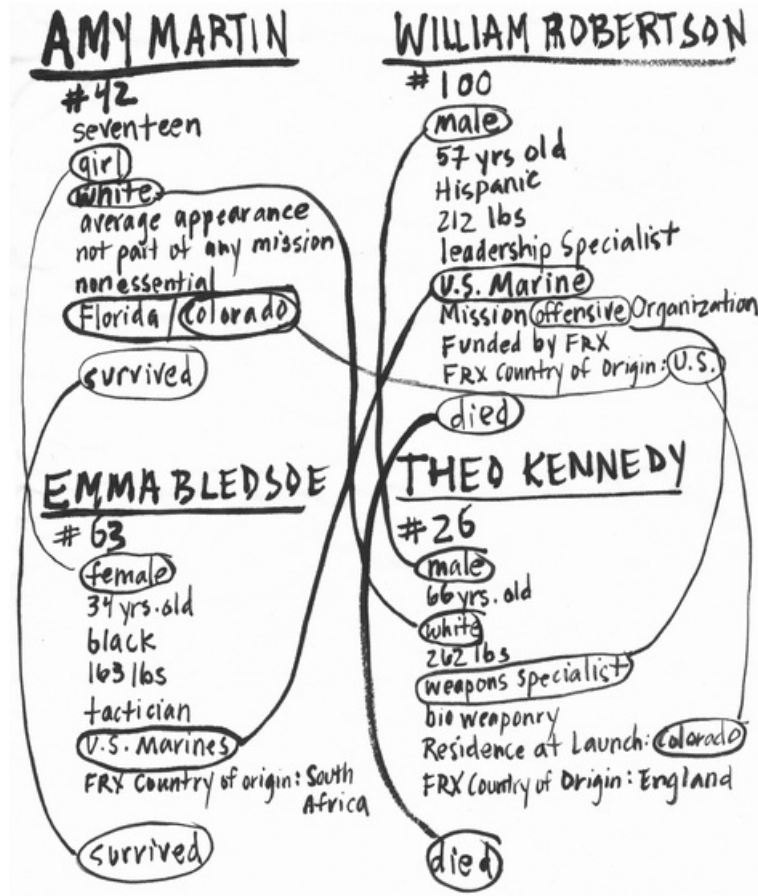 AMY MARTIN
#42
seventeen
girl
white
average appearance
not part of any mission
nonessential
Florida / Colorado
survived
WILLIAM ROBERTSON
#100
male
57 yrs old
Hispanic
212 lbs
leadership Specialist
U.S. Marine
Mission offensive Organization
Funded by FRX
FRX Country of Origin: U.S.
died
EMMA BLEDSOE
#63
female
34 yrs. old
black
163 lbs
tactician
U.S. Marines
FRX Country of origin: South
Africa
survived
THEO KENNEDY
#26
male
66 yrs. old
white
262 lbs
weapons specialist
bio weaponry
Residence at Launch: Colorado
FRX Country of Origin: England
died